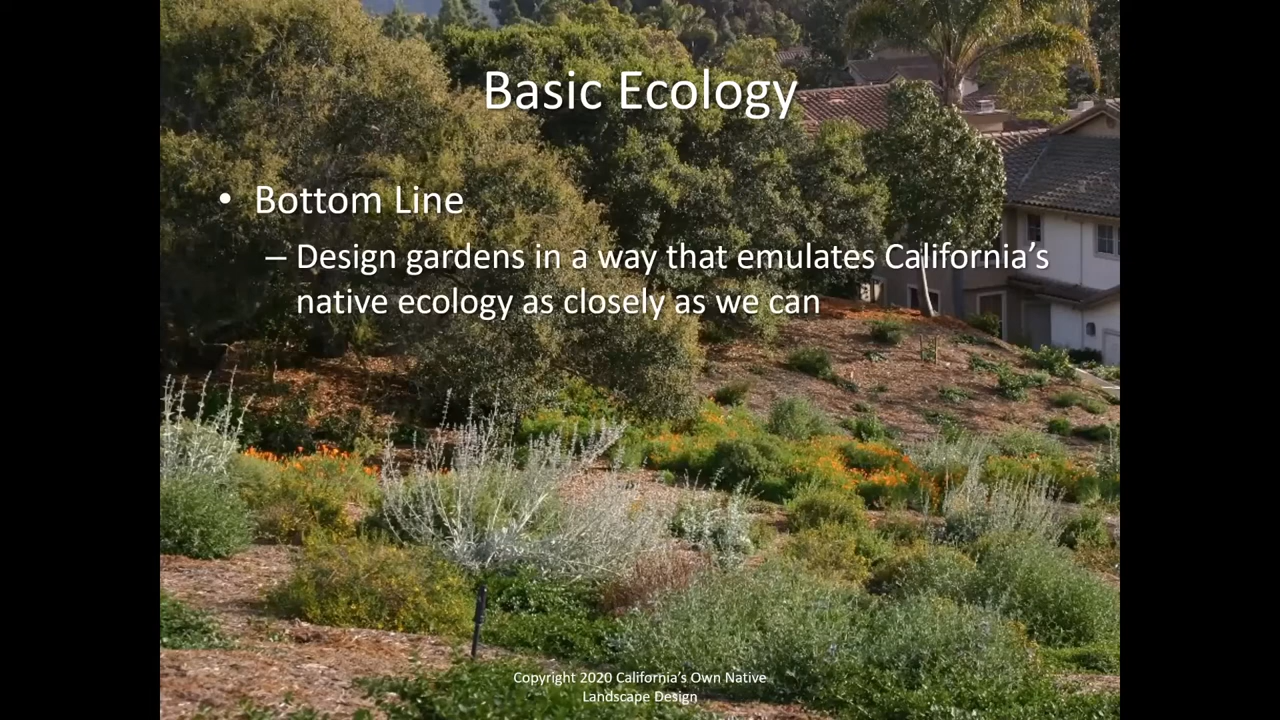 Basic Ecology
• Bottom Line
– Design gardens in a way that emulates California’s
native ecology as closely as we can
Copyright 2020 California’s Own Native
Landscape Design